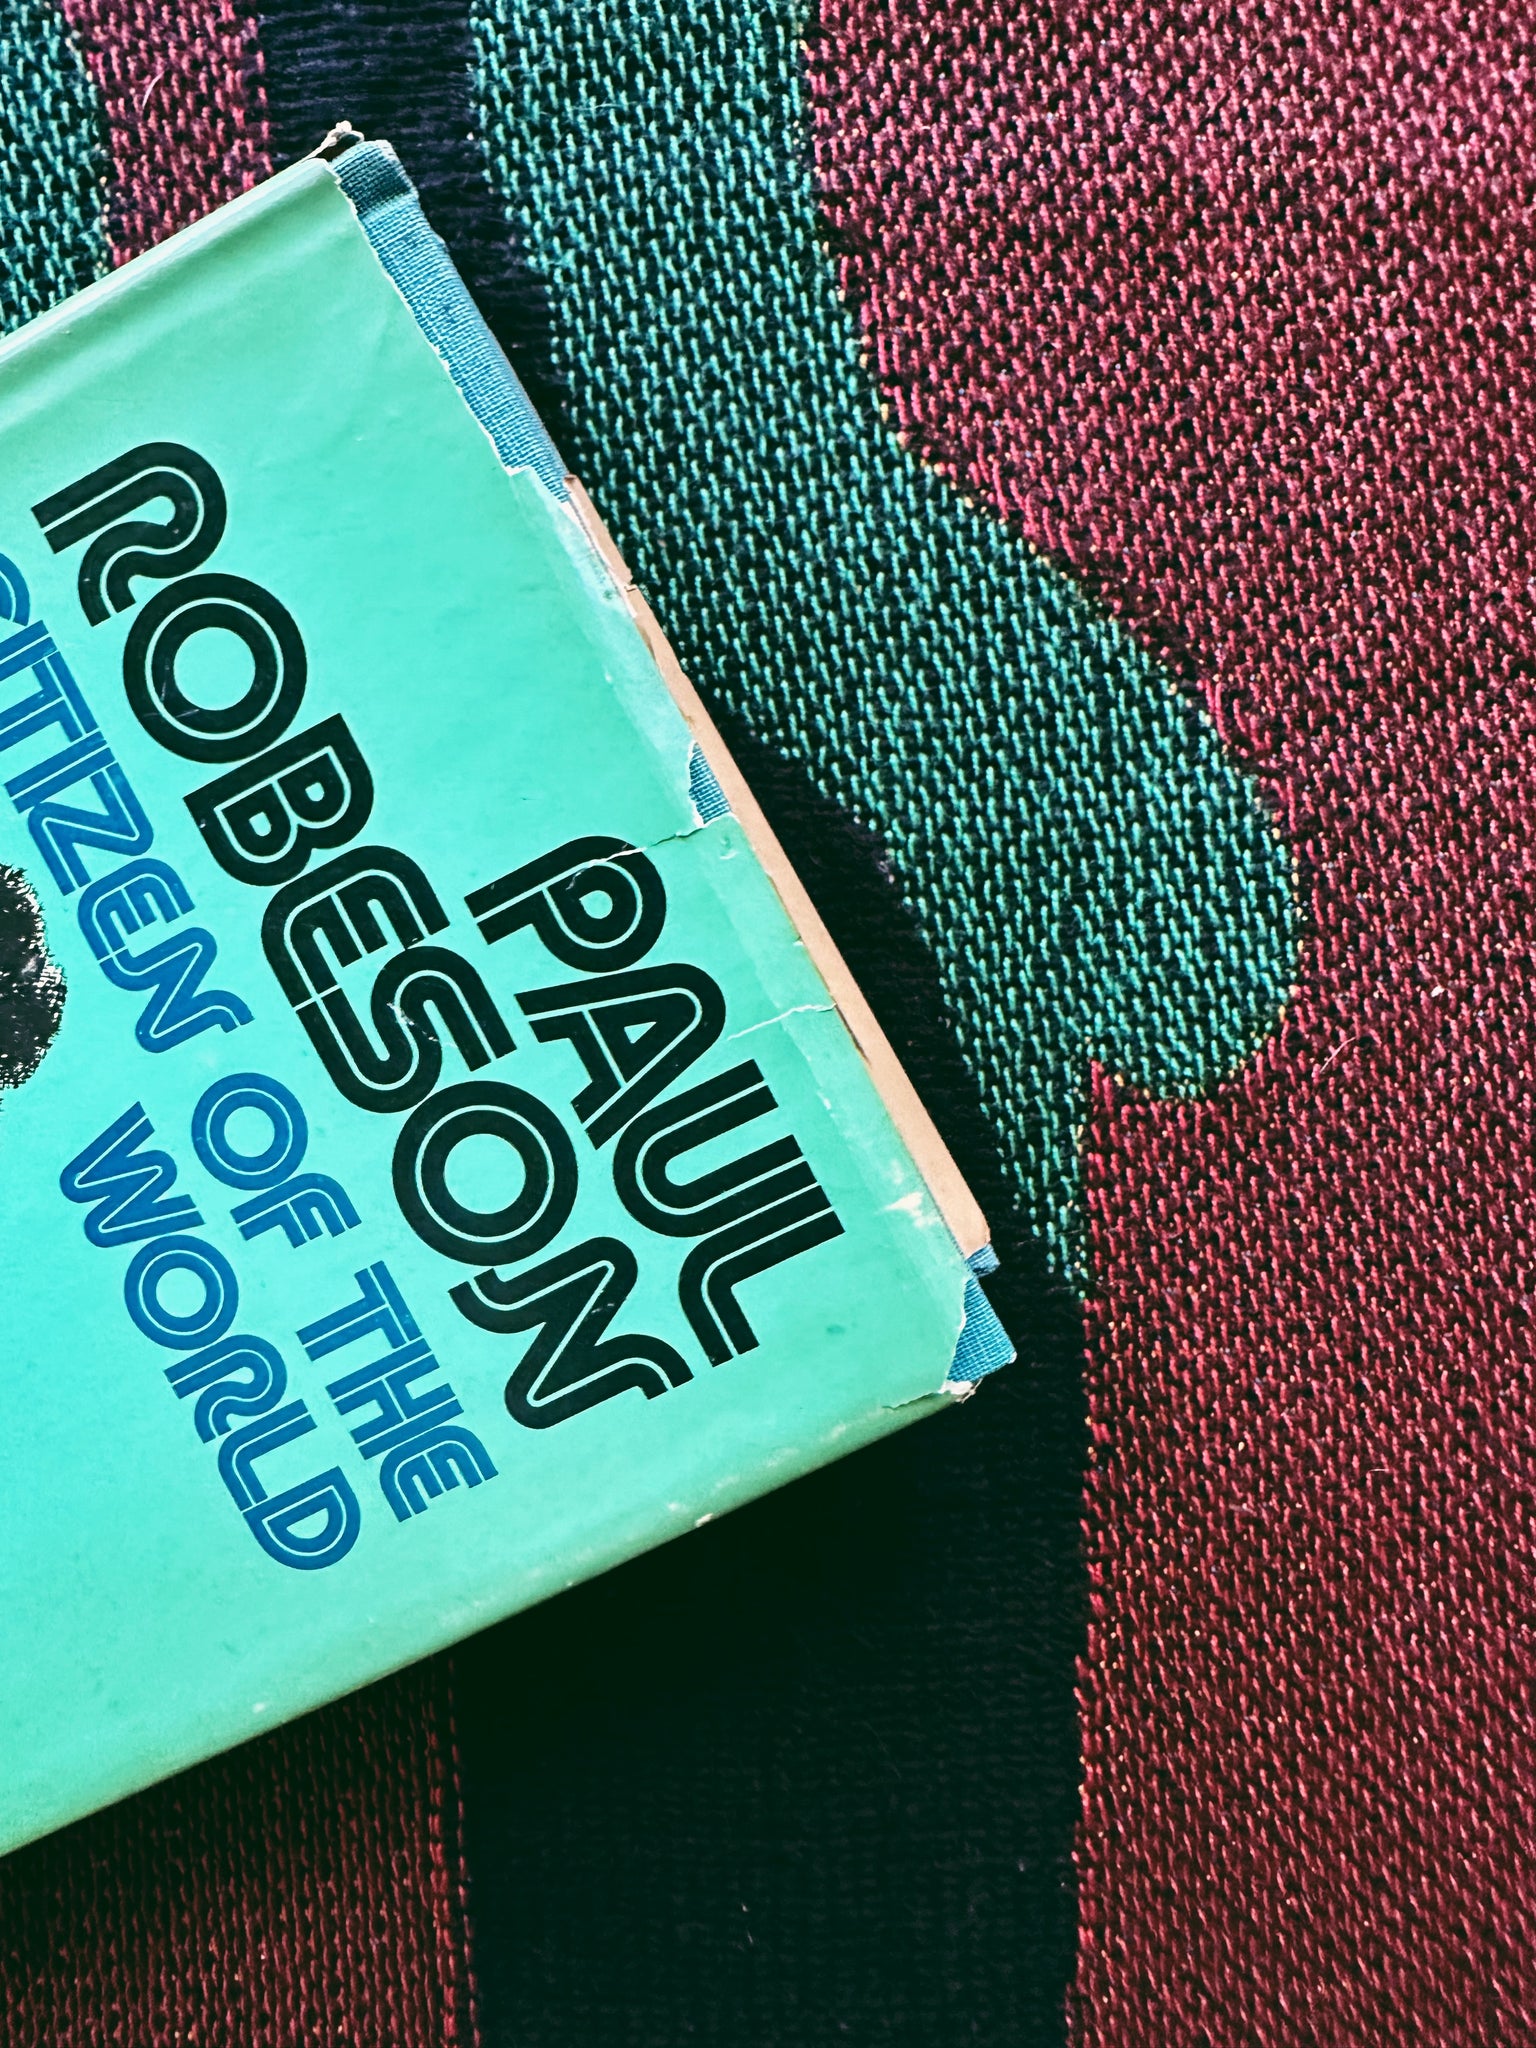 PAUL
ROBESON
CITIZEN OF THE
WORLD